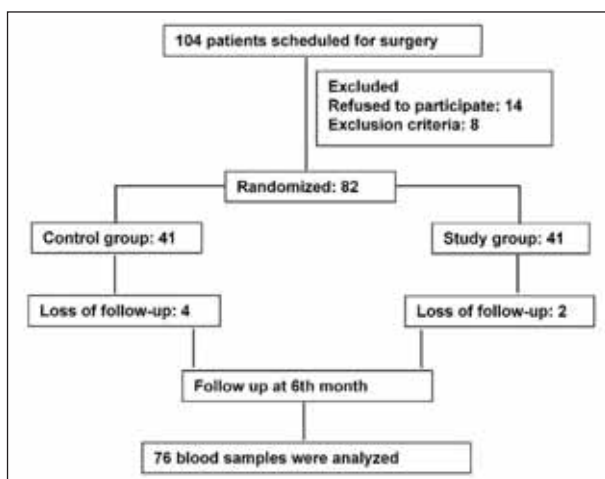 104 patients scheduled for surgery
Excluded
Refused to participate: 14
Exclusion criteria: 8
Randomized: 82
Control group: 41
Study group: 41
Loss of follow-up: 4
Loss of follow-up: 2
Follow up at 6th month
76 blood samples were analyzed